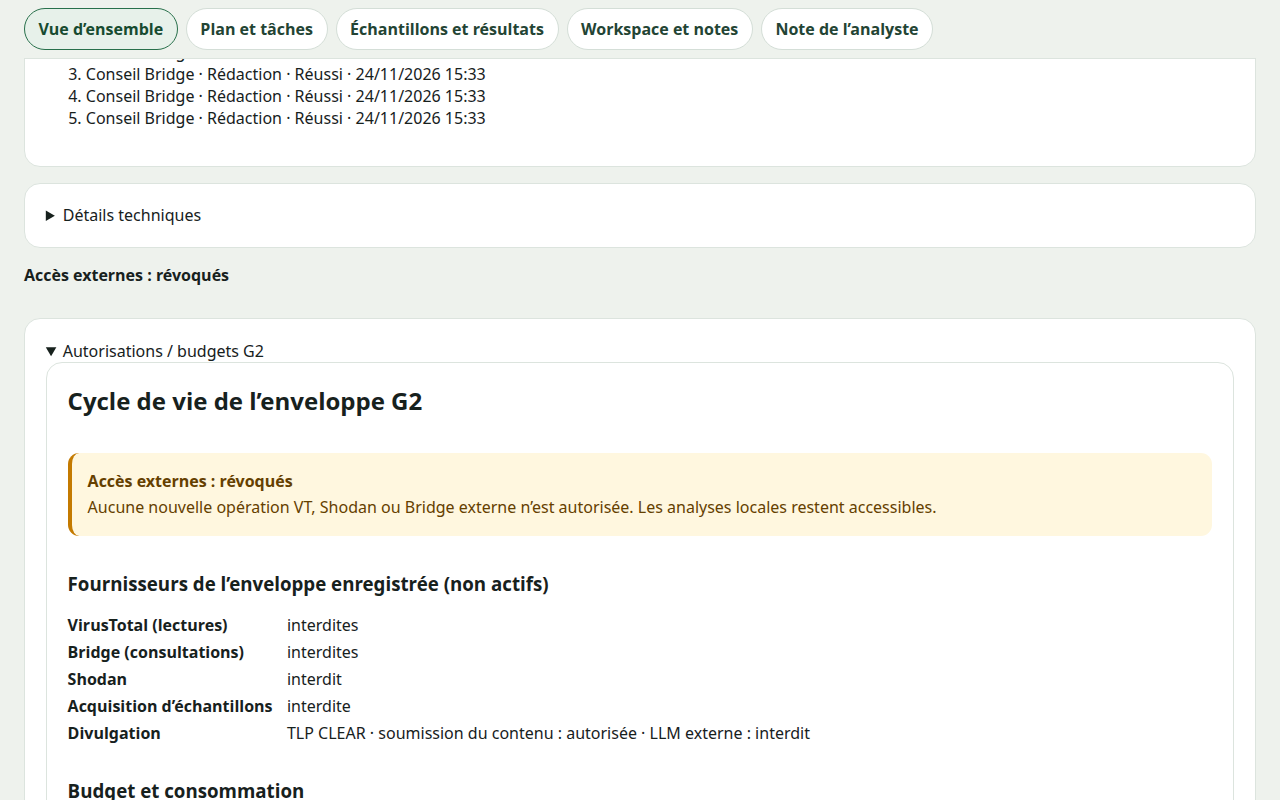 Vue d’ensemble
Plan et tâches
Échantillons et résultats
Workspace et notes
Note de l’analyste
3. Conseil Bridge · Rédaction · Réussi · 24/11/2026 15:33
4. Conseil Bridge · Rédaction · Réussi · 24/11/2026 15:33
5. Conseil Bridge · Rédaction · Réussi · 24/11/2026 15:33
Détails techniques
Accès externes : révoqués
Autorisations / budgets G2
Cycle de vie de l’enveloppe G2
Accès externes : révoqués
Aucune nouvelle opération VT, Shodan ou Bridge externe n’est autorisée. Les analyses locales restent accessibles.
Fournisseurs de l’enveloppe enregistrée (non actifs)
VirusTotal (lectures) interdites
Bridge (consultations) interdites
Shodan interdit
Acquisition d’échantillons interdite
Divulgation TLP CLEAR · soumission du contenu : autorisée · LLM externe : interdit
Budget et consommation